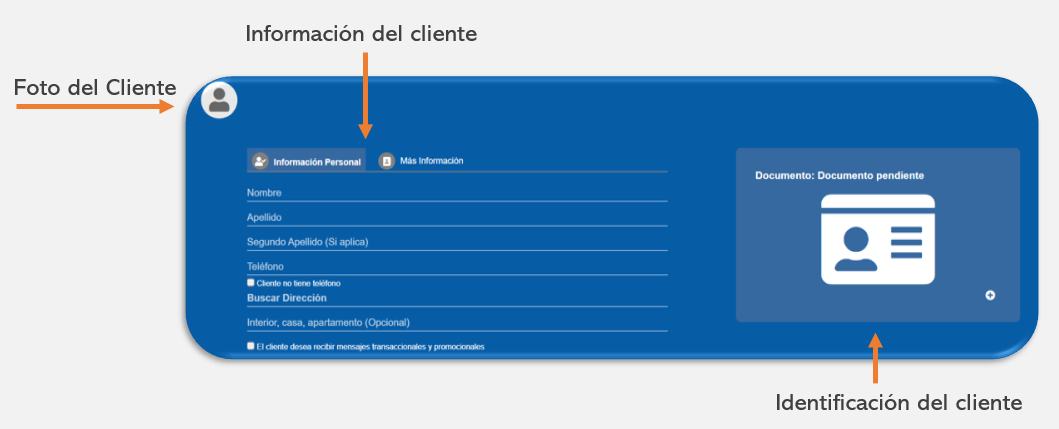 Información del cliente
Foto del Cliente
Información Personal
Más Información
Documento: Documento pendiente
Nombre
Apellido
Segundo Apellido (Si aplica)
Teléfono
Cliente no tiene teléfono
Buscar Dirección
Interior, casa, apartamento (Opcional)
El cliente desea recibir mensajes transaccionales y promocionales
Identificación del cliente